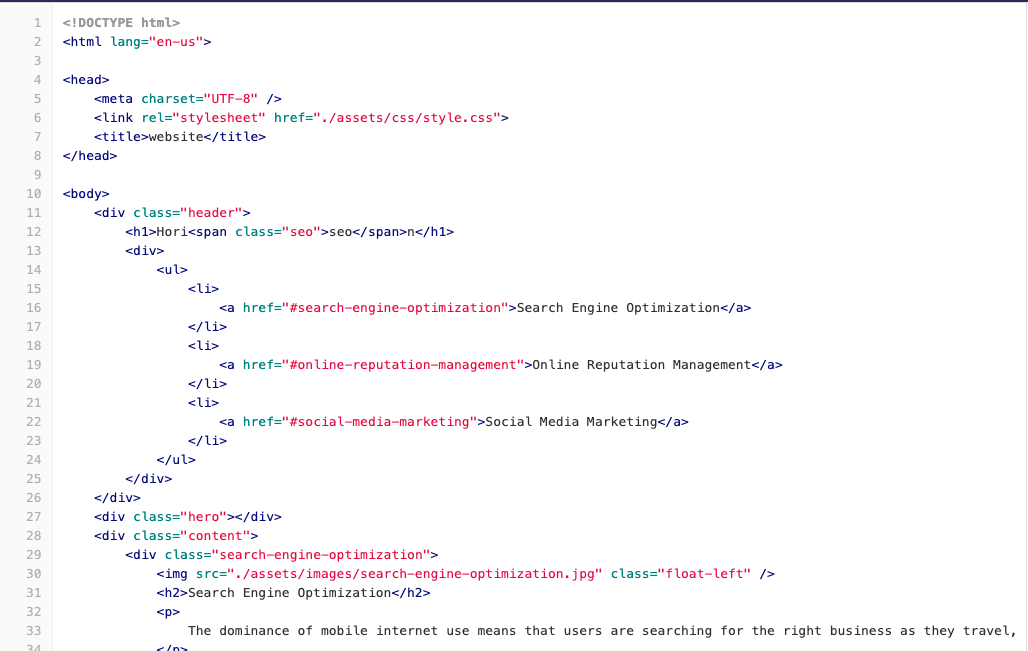 1 <!DOCTYPE html>
2 <html lang="en-us">
3
4 <head>
5     <meta charset="UTF-8" />
6     <link rel="stylesheet" href="./assets/css/style.css">
7     <title>website</title>
8 </head>
9
10 <body>
11     <div class="header">
12         <h1>Hori<span class="seo">seo</span>n</h1>
13         <div>
14             <ul>
15                 <li>
16                     <a href="#search-engine-optimization">Search Engine Optimization</a>
17                 </li>
18                 <li>
19                     <a href="#online-reputation-management">Online Reputation Management</a>
20                 </li>
21                 <li>
22                     <a href="#social-media-marketing">Social Media Marketing</a>
23                 </li>
24             </ul>
25         </div>
26     </div>
27     <div class="hero"></div>
28     <div class="content">
29         <div class="search-engine-optimization">
30             <img src="./assets/images/search-engine-optimization.jpg" class="float-left" />
31             <h2>Search Engine Optimization</h2>
32             <p>
33                 The dominance of mobile internet use means that users are searching for the right business as they travel,
34             </p>